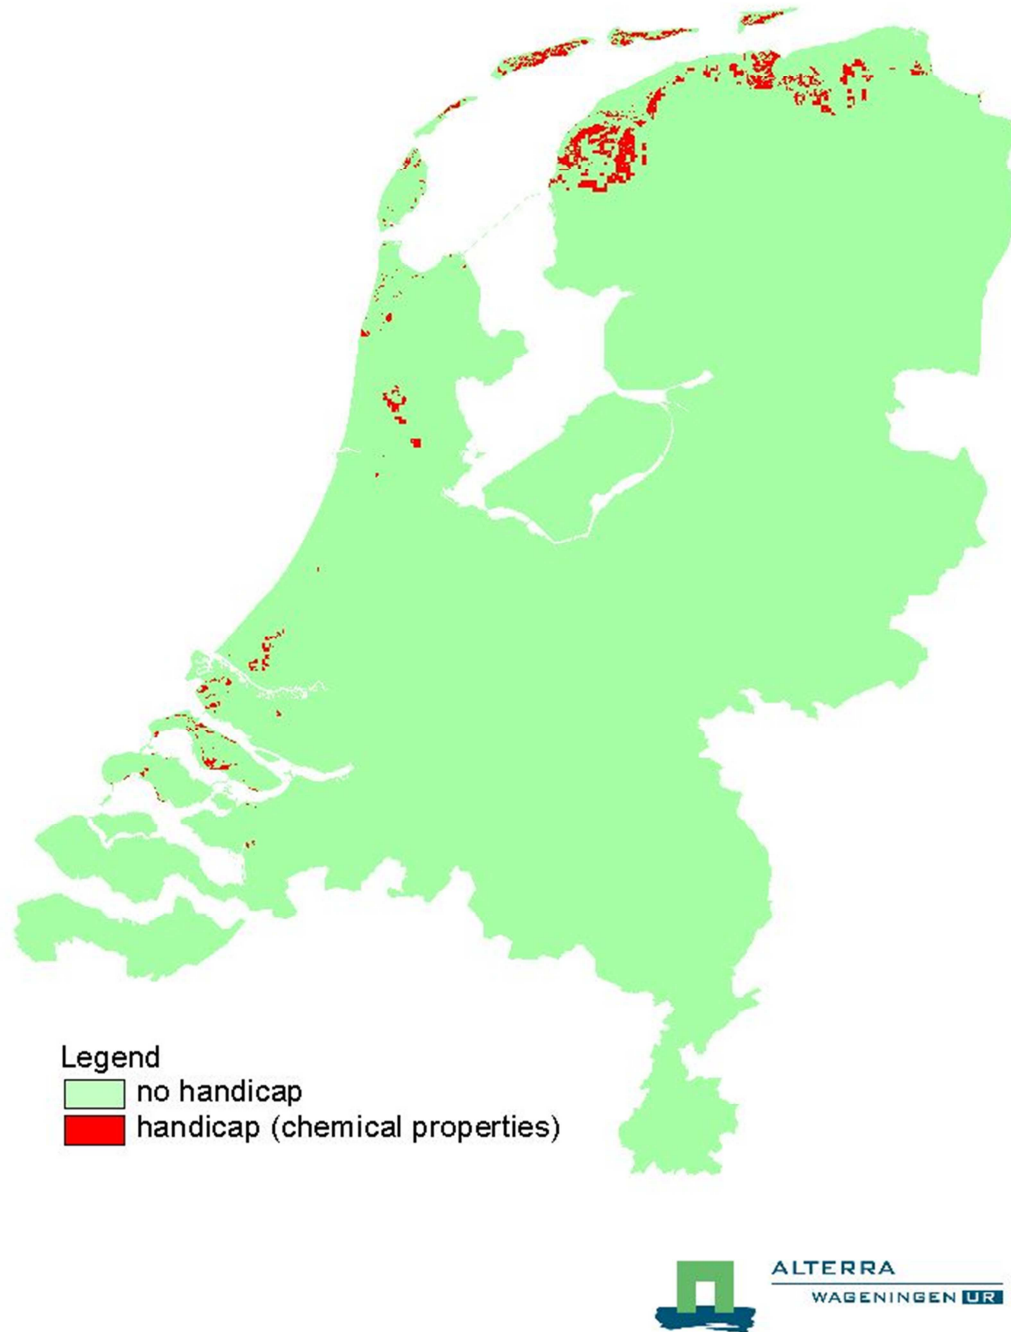 Legend
no handicap
handicap (chemical properties)
ALTERRA
WAGENINGEN UR